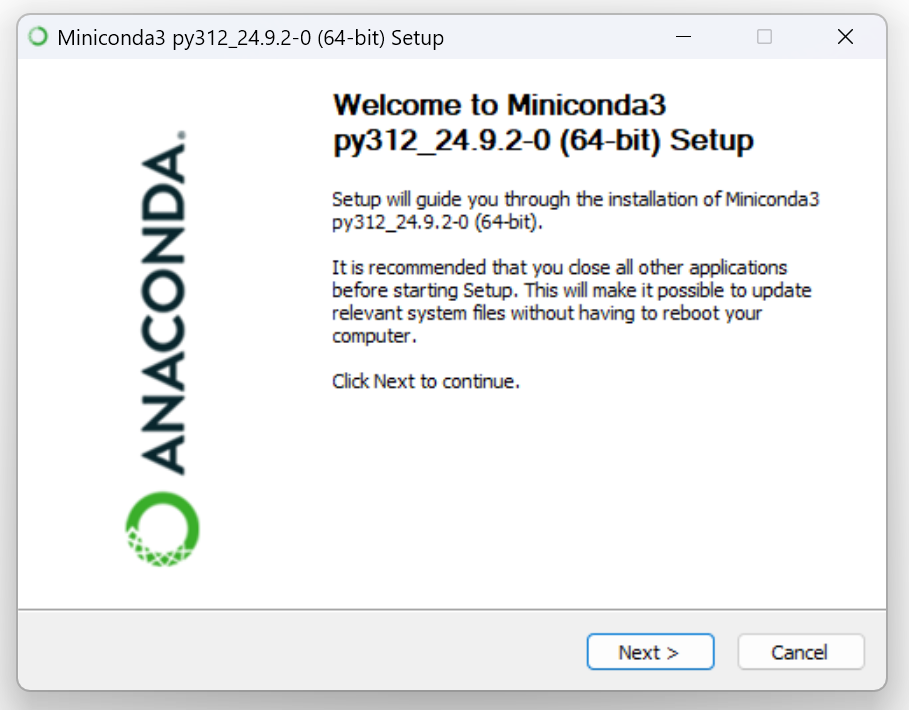 Miniconda3 py312_24.9.2-0 (64-bit) Setup
ANACONDA.
Welcome to Miniconda3
py312_24.9.2-0 (64-bit) Setup
Setup will guide you through the installation of Miniconda3
py312_24.9.2-0 (64-bit).
It is recommended that you close all other applications
before starting Setup. This will make it possible to update
relevant system files without having to reboot your
computer.
Click Next to continue.
Next >
Cancel